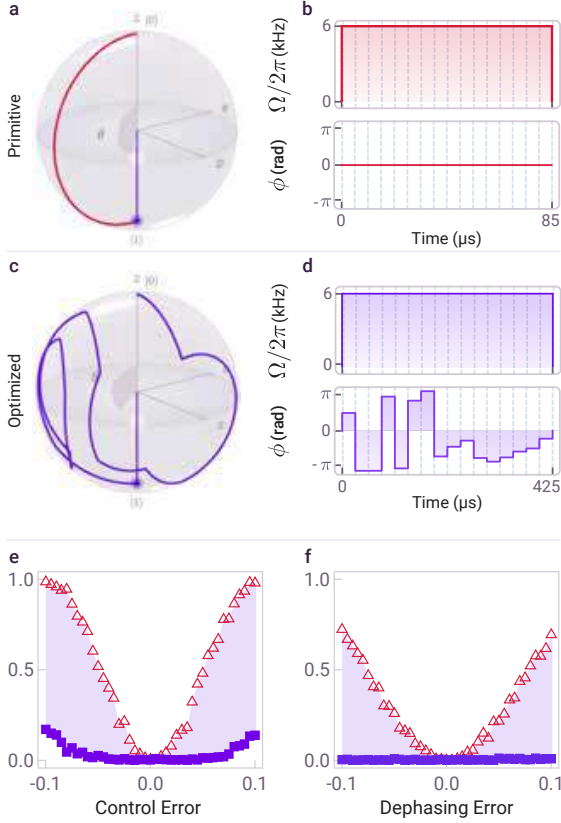 a
b
Primitive
z |0⟩
Ω/2π (kHz)
6
0
ϕ (rad)
π
0
-π
0
85
Time (μs)
c
d
Optimized
z |0⟩
Ω/2π (kHz)
6
0
ϕ (rad)
π
0
-π
0
425
Time (μs)
e
f
1.0
0.5
0.0
-0.1
0.0
0.1
Control Error
1.0
0.5
0.0
-0.1
0.0
0.1
Dephasing Error